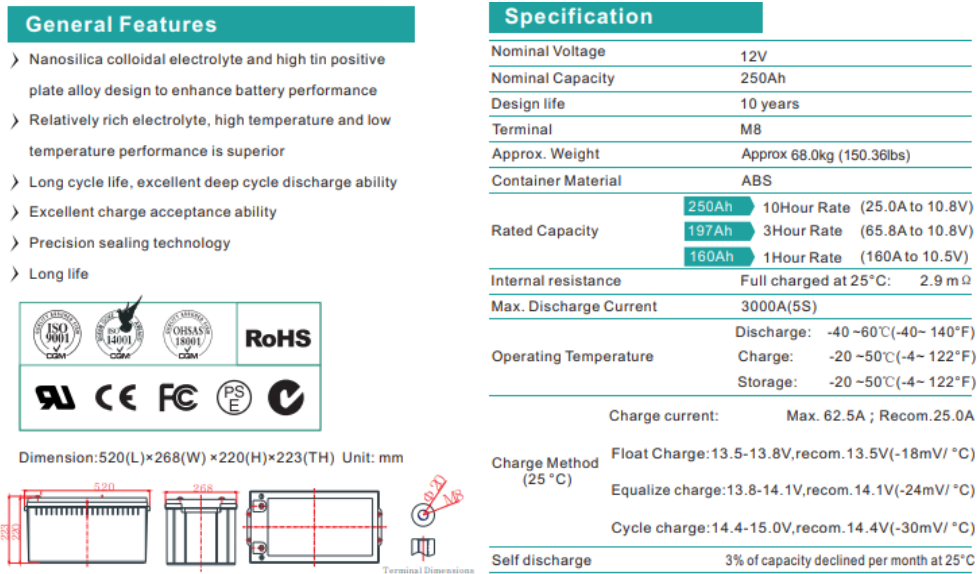 General Features
Nanosilica colloidal electrolyte and high tin positive
plate alloy design to enhance battery performance
Relatively rich electrolyte, high temperature and low
temperature performance is superior
Long cycle life, excellent deep cycle discharge ability
Excellent charge acceptance ability
Precision sealing technology
Long life
ISO
9001
CGM
ISO
14001
CGM
OHSAS
18001
CGM
RoHS
CE
FC
PS
E
Dimension:520(L)×268(W) ×220(H)×223(TH) Unit: mm
520
268
223
220
Φ20
M8
Terminal Dimensions
Specification
Nominal Voltage 12V
Nominal Capacity 250Ah
Design life 10 years
Terminal M8
Approx. Weight Approx 68.0kg (150.36lbs)
Container Material ABS
Rated Capacity
250Ah 10Hour Rate (25.0A to 10.8V)
197Ah 3Hour Rate (65.8A to 10.8V)
160Ah 1Hour Rate (160A to 10.5V)
Internal resistance Full charged at 25°C: 2.9 m Ω
Max. Discharge Current 3000A(5S)
Operating Temperature
Discharge: -40 ~60℃(-40~ 140°F)
Charge: -20 ~50℃(-4~ 122°F)
Storage: -20 ~50℃(-4~ 122°F)
Charge Method
(25 °C)
Charge current: Max. 62.5A ; Recom.25.0A
Float Charge:13.5-13.8V,recom.13.5V(-18mV/ °C)
Equalize charge:13.8-14.1V,recom.14.1V(-24mV/ °C)
Cycle charge:14.4-15.0V,recom.14.4V(-30mV/ °C)
Self discharge 3% of capacity declined per month at 25°C